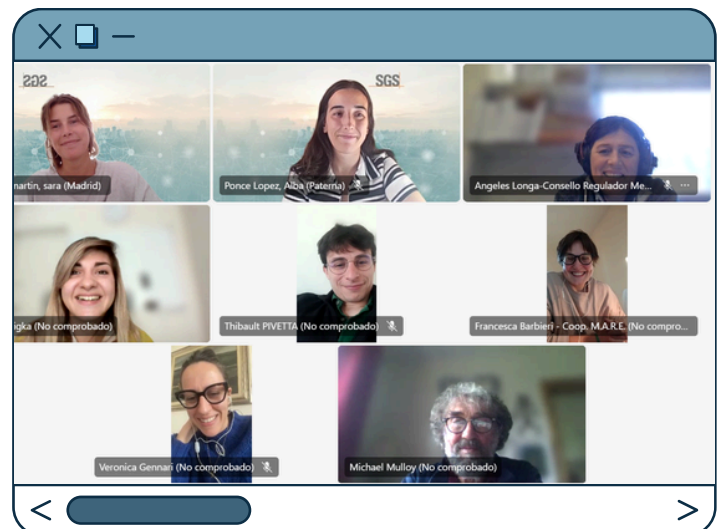 SGS
SGS
martin, sara (Madrid)
Ponce Lopez, Alba (Paterna)
Angeles Longa-Consello Regulador Me...
igka (No comprobado)
Thibault PIVETTA (No comprobado)
Francesca Barbieri - Coop. M.A.R.E. (No compro...
Veronica Gennari (No comprobado)
Michael Mulloy (No comprobado)